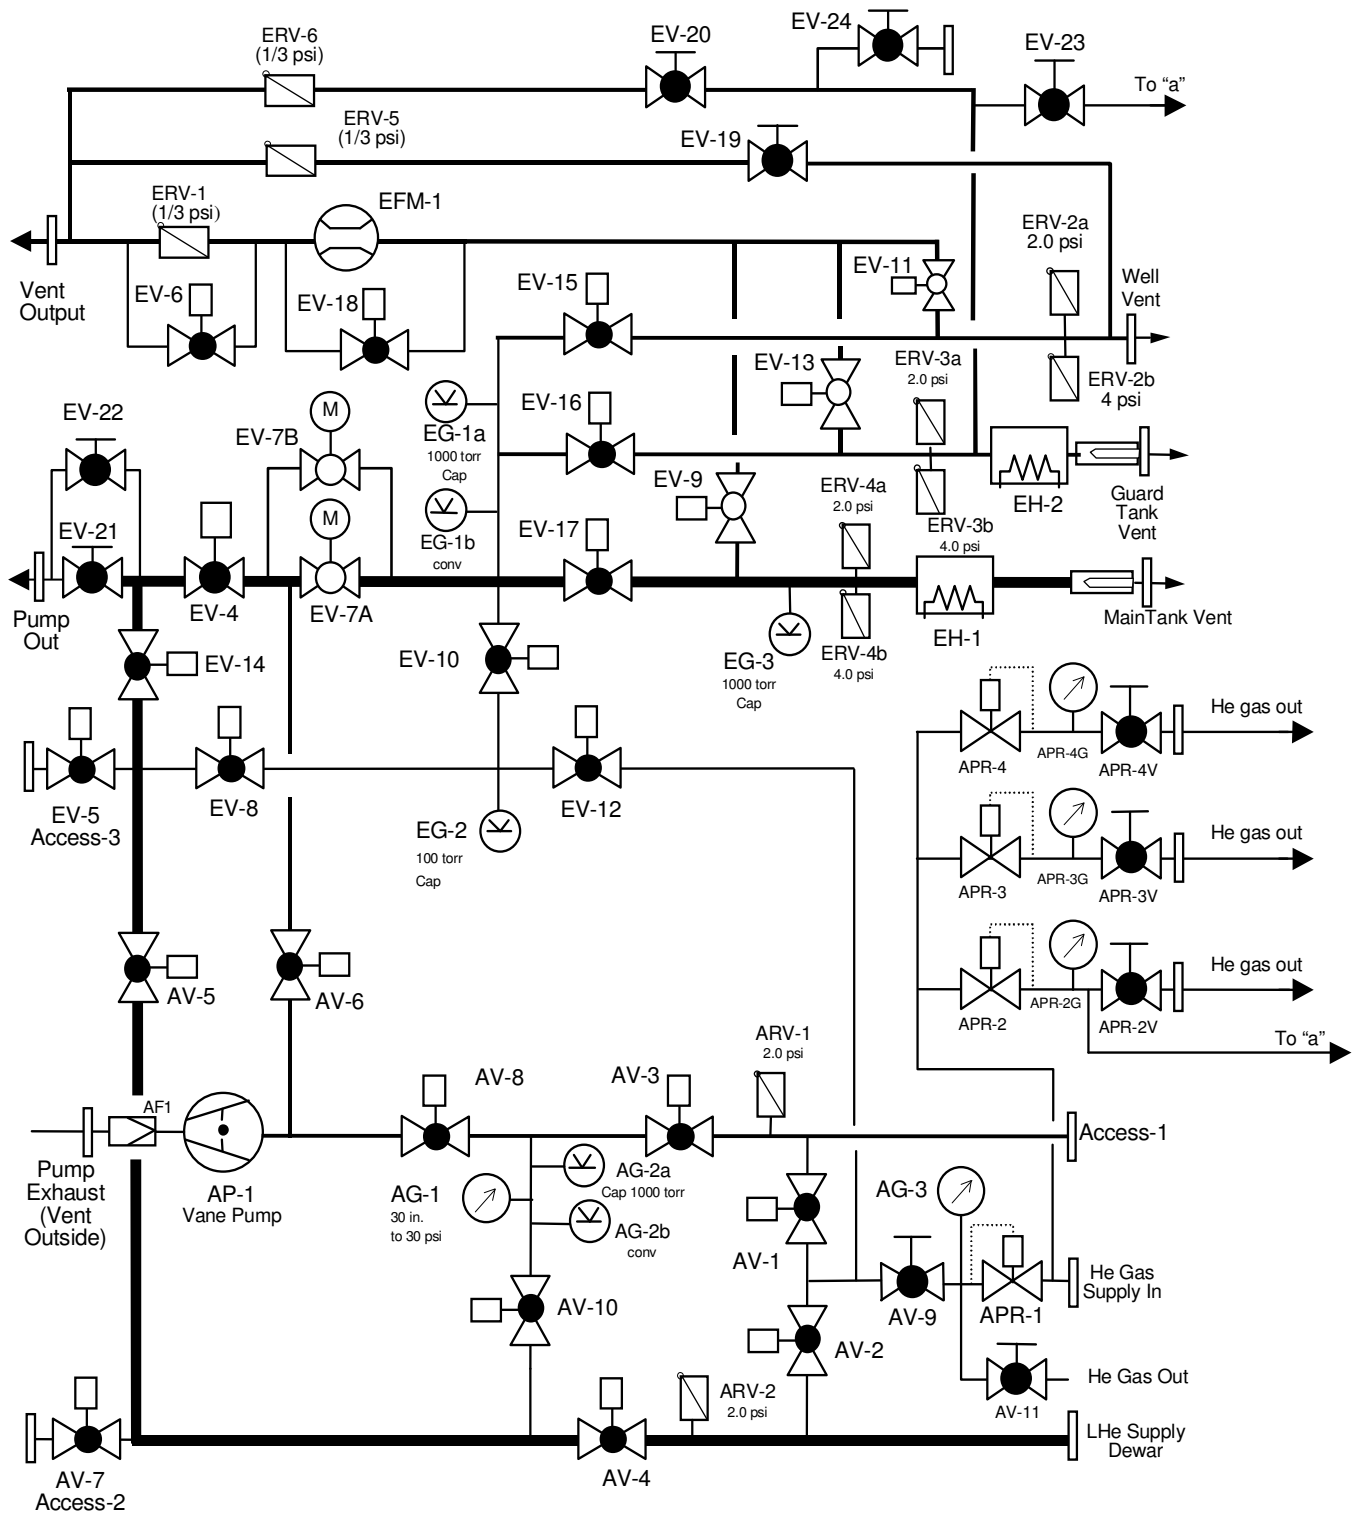 EV-24
ERV-6
(1/3 psi)
EV-20
EV-23
To “a”
ERV-5
(1/3 psi)
EV-19
ERV-1
(1/3 psi)
EFM-1
ERV-2a
2.0 psi
EV-11
Well
Vent
Vent
Output
EV-6
EV-18
EV-15
EV-13
ERV-3a
2.0 psi
ERV-2b
4 psi
EV-22
M
EV-7B
EV-16
EG-1a
1000 torr
Cap
EV-9
ERV-4a
2.0 psi
EH-2
Guard
Tank
Vent
M
EV-21
EG-1b
conv
EV-17
ERV-3b
4.0 psi
Pump
Out
EV-4
EV-7A
MainTank Vent
EH-1
EV-14
EV-10
EG-3
1000 torr
Cap
ERV-4b
4.0 psi
He gas out
APR-4
APR-4G
APR-4V
EV-5
Access-3
EV-8
EV-12
EG-2
100 torr
Cap
He gas out
APR-3
APR-3G
APR-3V
AV-5
AV-6
He gas out
APR-2
APR-2G
APR-2V
To “a”
ARV-1
2.0 psi
AV-8
AV-3
AF1
Access-1
Pump
Exhaust
(Vent
Outside)
AP-1
Vane Pump
AG-1
30 in.
to 30 psi
AG-2a
Cap 1000 torr
AG-2b
conv
AG-3
AV-1
He Gas
Supply In
AV-10
AV-9
APR-1
AV-2
He Gas Out
AV-11
ARV-2
2.0 psi
LHe Supply
Dewar
AV-7
Access-2
AV-4